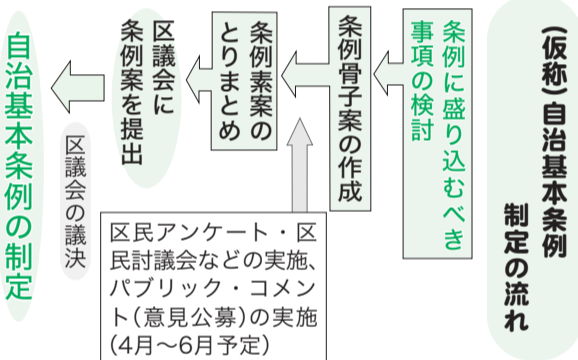 (仮称)自治基本条例
制定の流れ
条例に盛り込むべき
事項の検討
条例骨子案の作成
区民アンケート・区
民討議会などの実施、
パブリック・コメン
ト(意見公募)の実施
(4月〜6月予定)
条例素案の
とりまとめ
区議会に
条例案を提出
区議会の議決
自治基本条例の制定